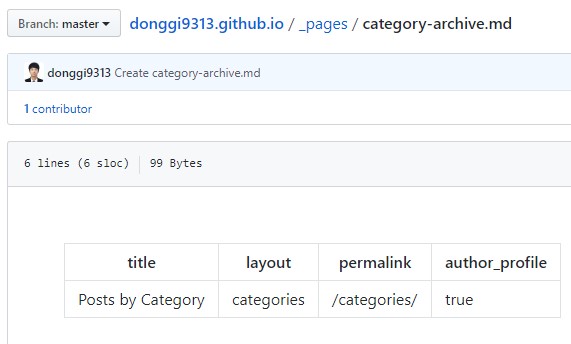 Branch: master donggi9313.github.io / _pages / category-archive.md
donggi9313 Create category-archive.md
1 contributor
6 lines (6 sloc) 99 Bytes
title layout permalink author_profile
Posts by Category categories /categories/ true